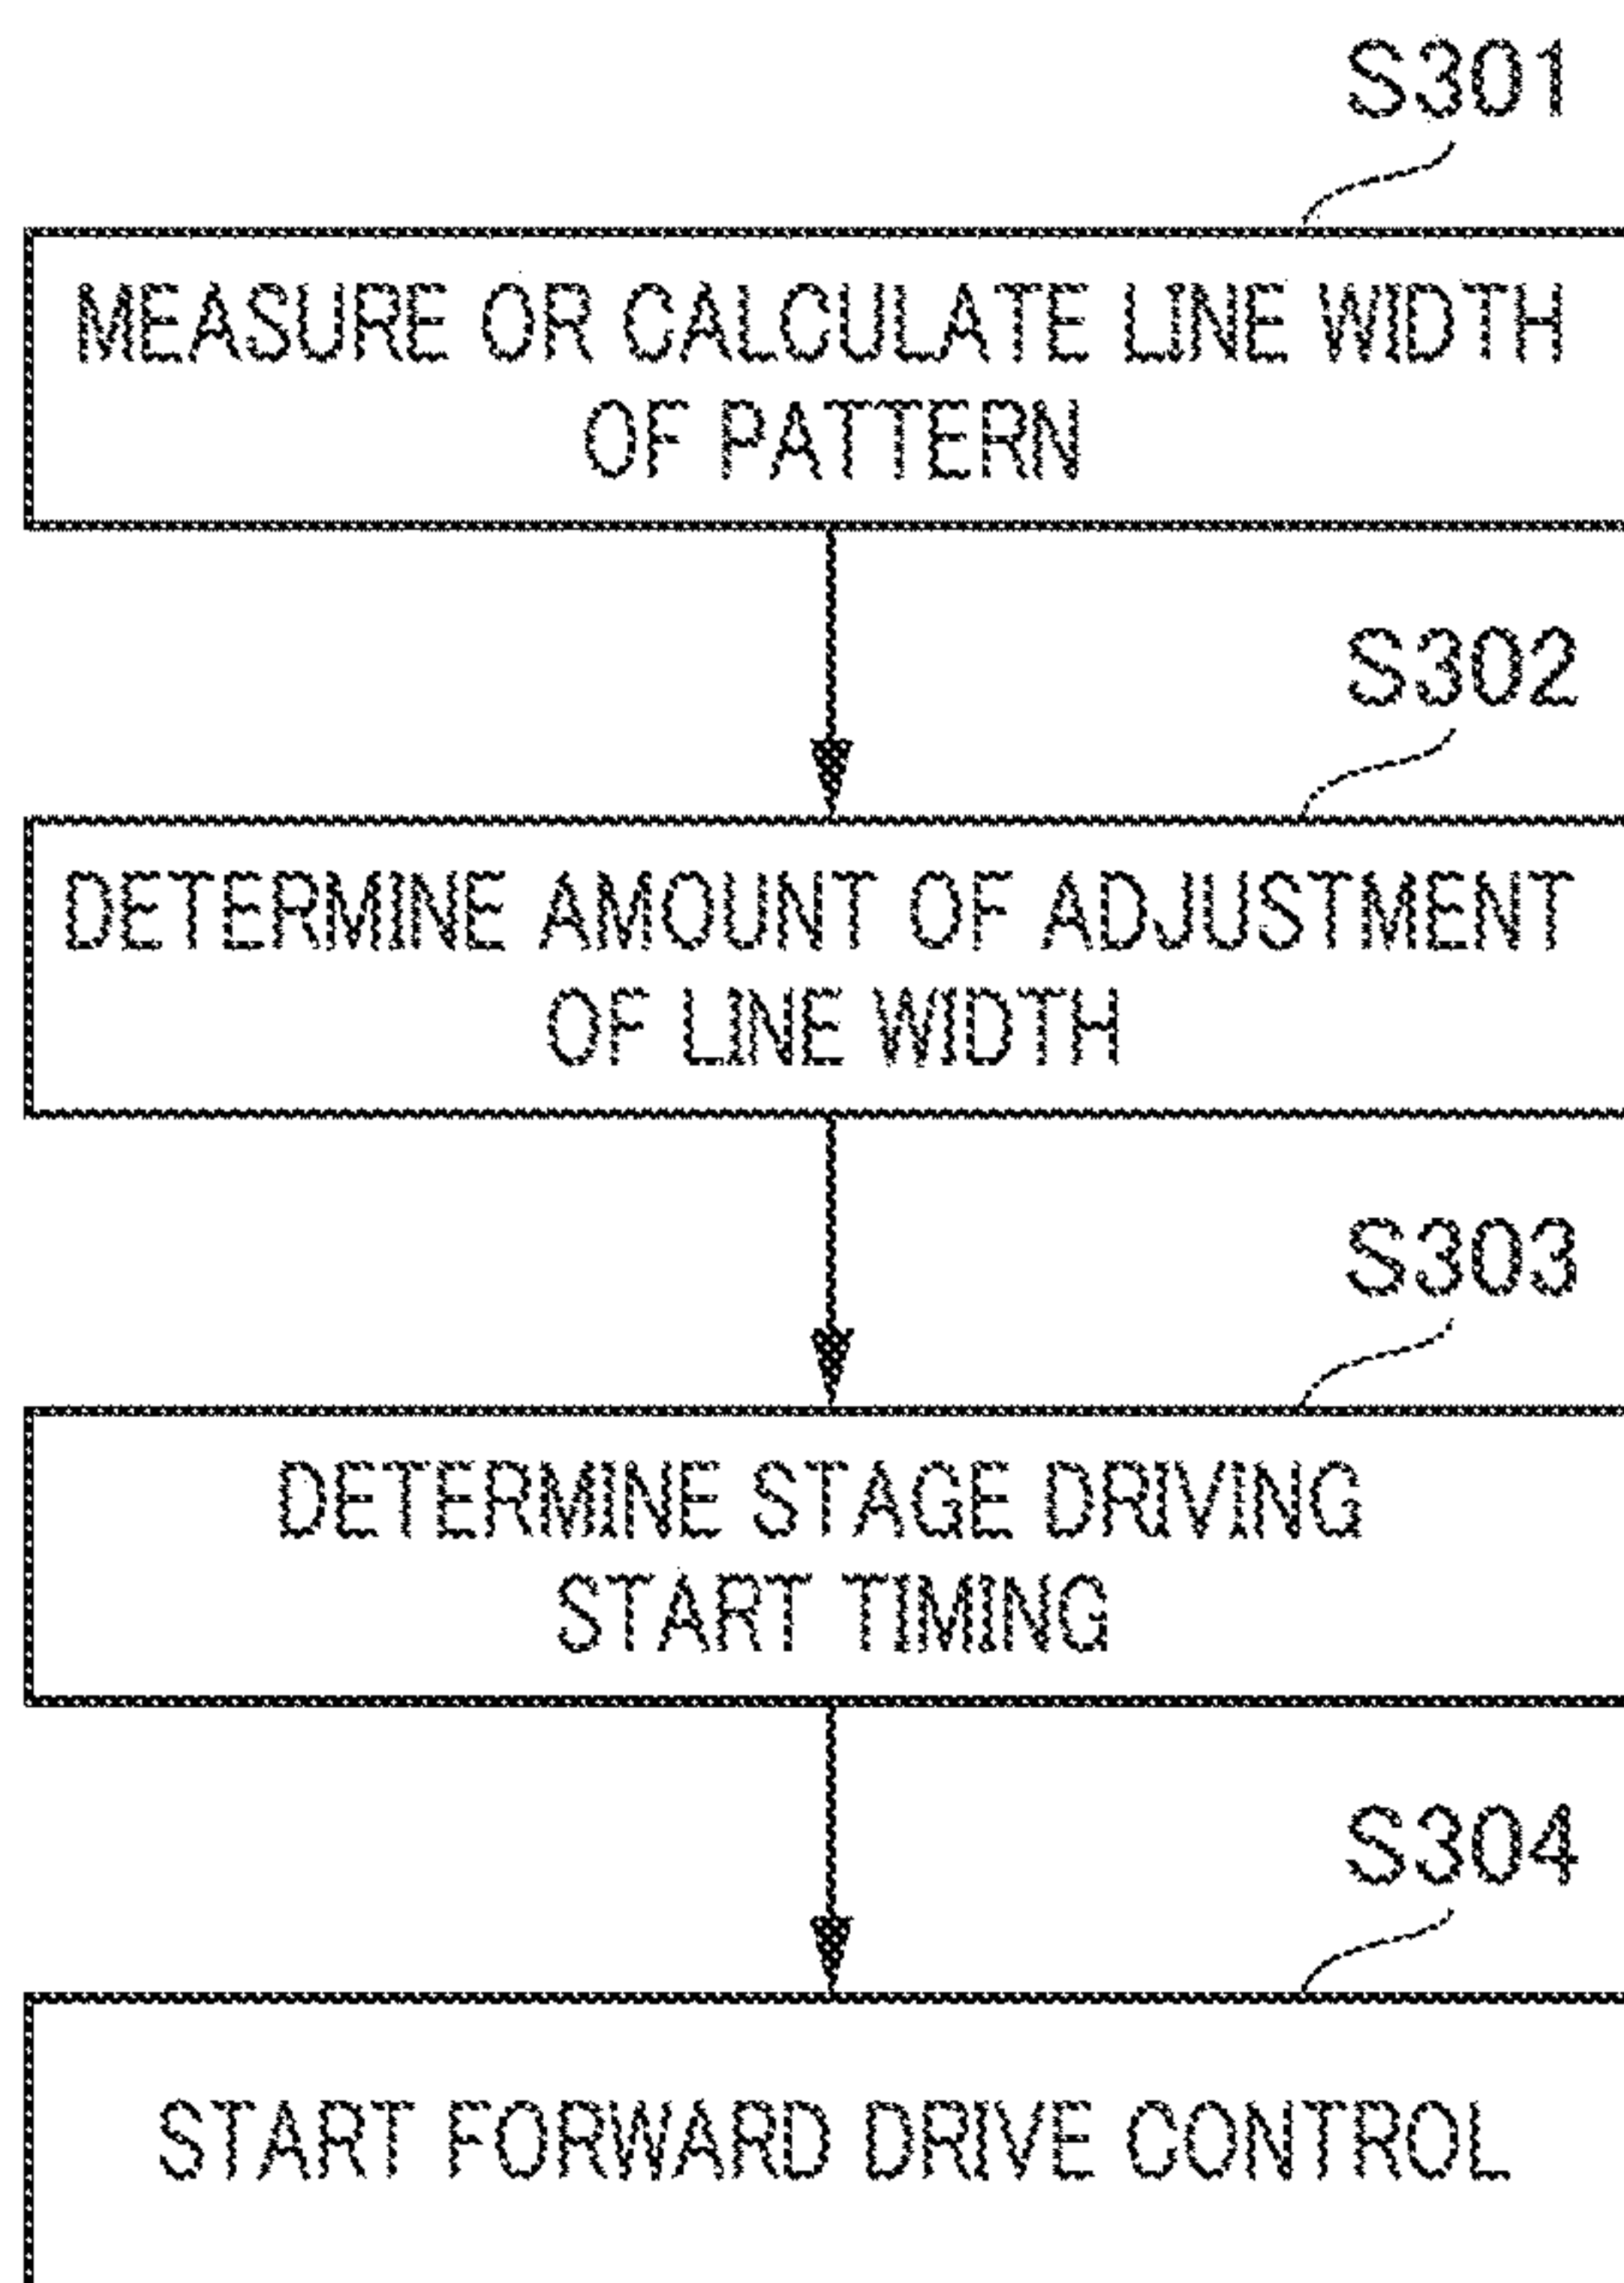 S301
MEASURE OR CALCULATE LINE WIDTH
OF PATTERN
S302
DETERMINE AMOUNT OF ADJUSTMENT
OF LINE WIDTH
S303
DETERMINE STAGE DRIVING
START TIMING
S304
START FORWARD DRIVE CONTROL